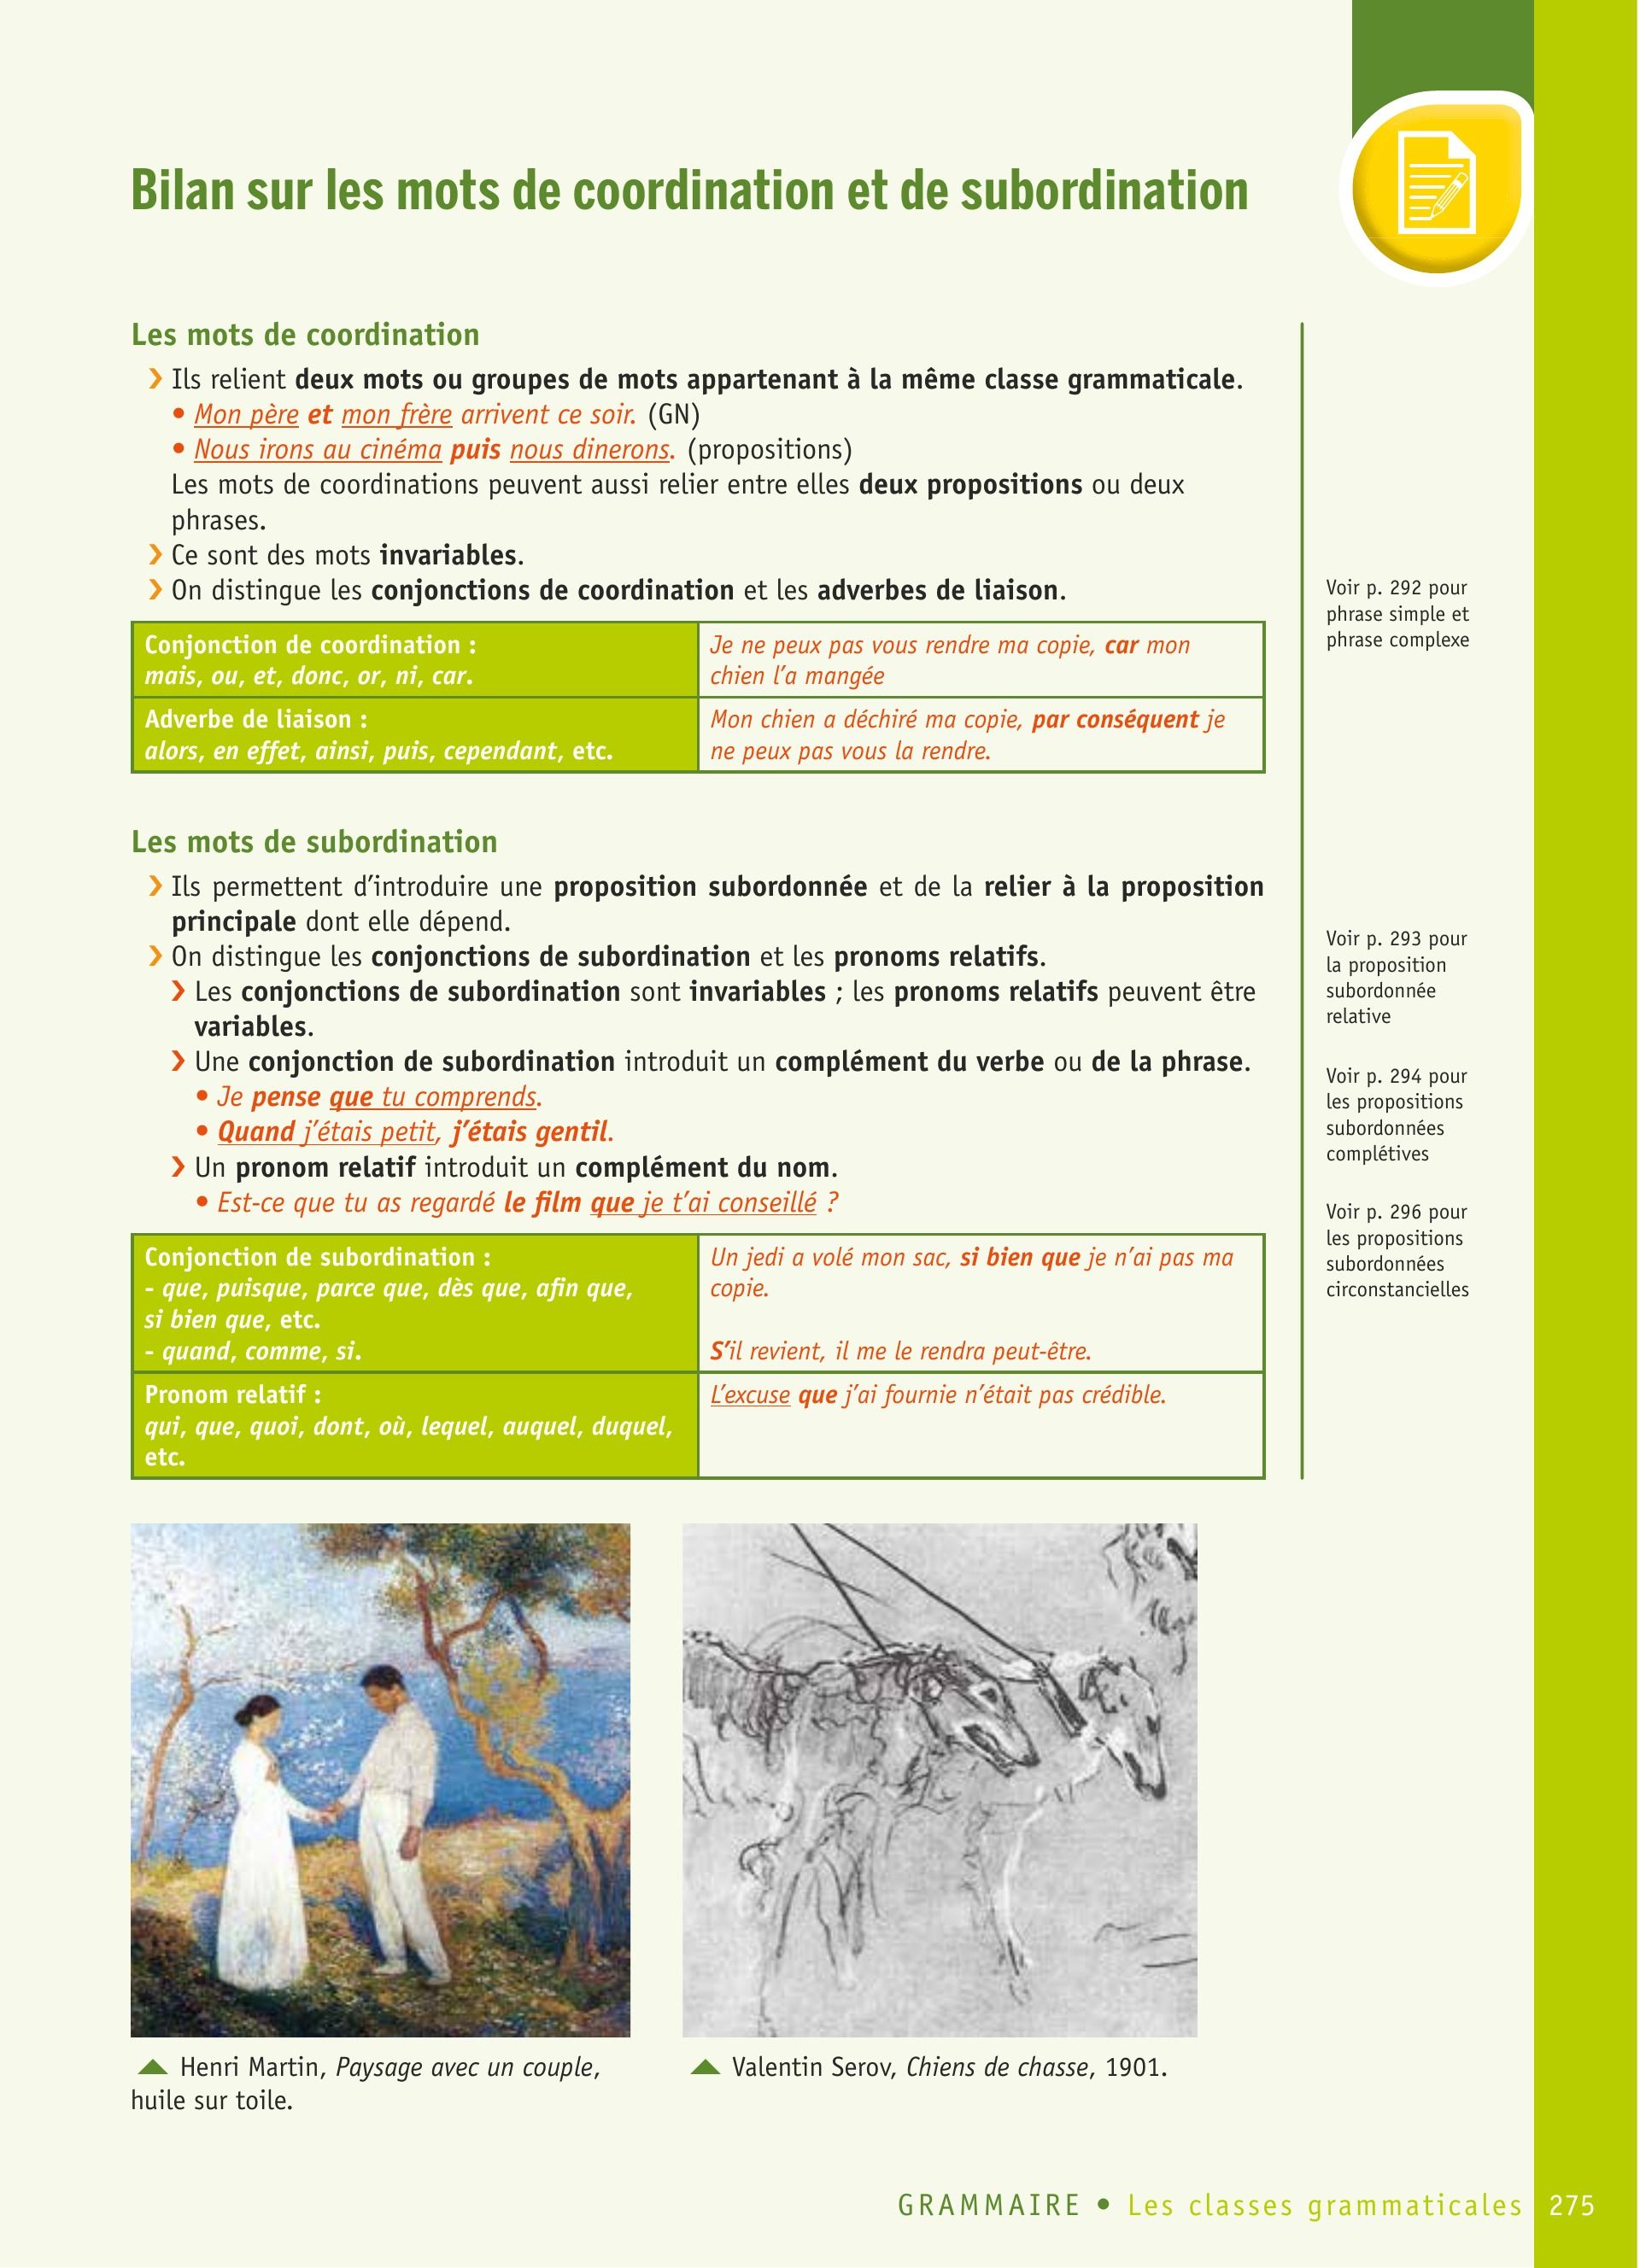 Bilan sur les mots de coordination et de subordination
Les mots de coordination
❯ Ils relient deux mots ou groupes de mots appartenant à la même classe grammaticale.
• Mon père et mon frère arrivent ce soir. (GN)
• Nous irons au cinéma puis nous dinerons. (propositions)
Les mots de coordinations peuvent aussi relier entre elles deux propositions ou deux
phrases.
❯ Ce sont des mots invariables.
❯ On distingue les conjonctions de coordination et les adverbes de liaison.
Conjonction de coordination :
mais, ou, et, donc, or, ni, car.
Je ne peux pas vous rendre ma copie, car mon
chien l'a mangée
Adverbe de liaison :
alors, en effet, ainsi, puis, cependant, etc.
Mon chien a déchiré ma copie, par conséquent je
ne peux pas vous la rendre.
Voir p. 292 pour
phrase simple et
phrase complexe
Les mots de subordination
❯ Ils permettent d'introduire une proposition subordonnée et de la relier à la proposition
principale dont elle dépend.
❯ On distingue les conjonctions de subordination et les pronoms relatifs.
❯ Les conjonctions de subordination sont invariables ; les pronoms relatifs peuvent être
variables.
❯ Une conjonction de subordination introduit un complément du verbe ou de la phrase.
• Je pense que tu comprends.
• Quand j'étais petit, j'étais gentil.
❯ Un pronom relatif introduit un complément du nom.
• Est-ce que tu as regardé le film que je t'ai conseillé ?
Conjonction de subordination :
- que, puisque, parce que, dès que, afin que,
si bien que, etc.
- quand, comme, si.
Un jedi a volé mon sac, si bien que je n'ai pas ma
copie.
S'il revient, il me le rendra peut-être.
Pronom relatif :
qui, que, quoi, dont, où, lequel, auquel, duquel,
etc.
L'excuse que j'ai fournie n'était pas crédible.
Voir p. 293 pour
la proposition
subordonnée
relative
Voir p. 294 pour
les propositions
subordonnées
complétives
Voir p. 296 pour
les propositions
subordonnées
circonstancielles
Henri Martin, Paysage avec un couple,
huile sur toile.
Valentin Serov, Chiens de chasse, 1901.
GRAMMAIRE • Les classes grammaticales 275